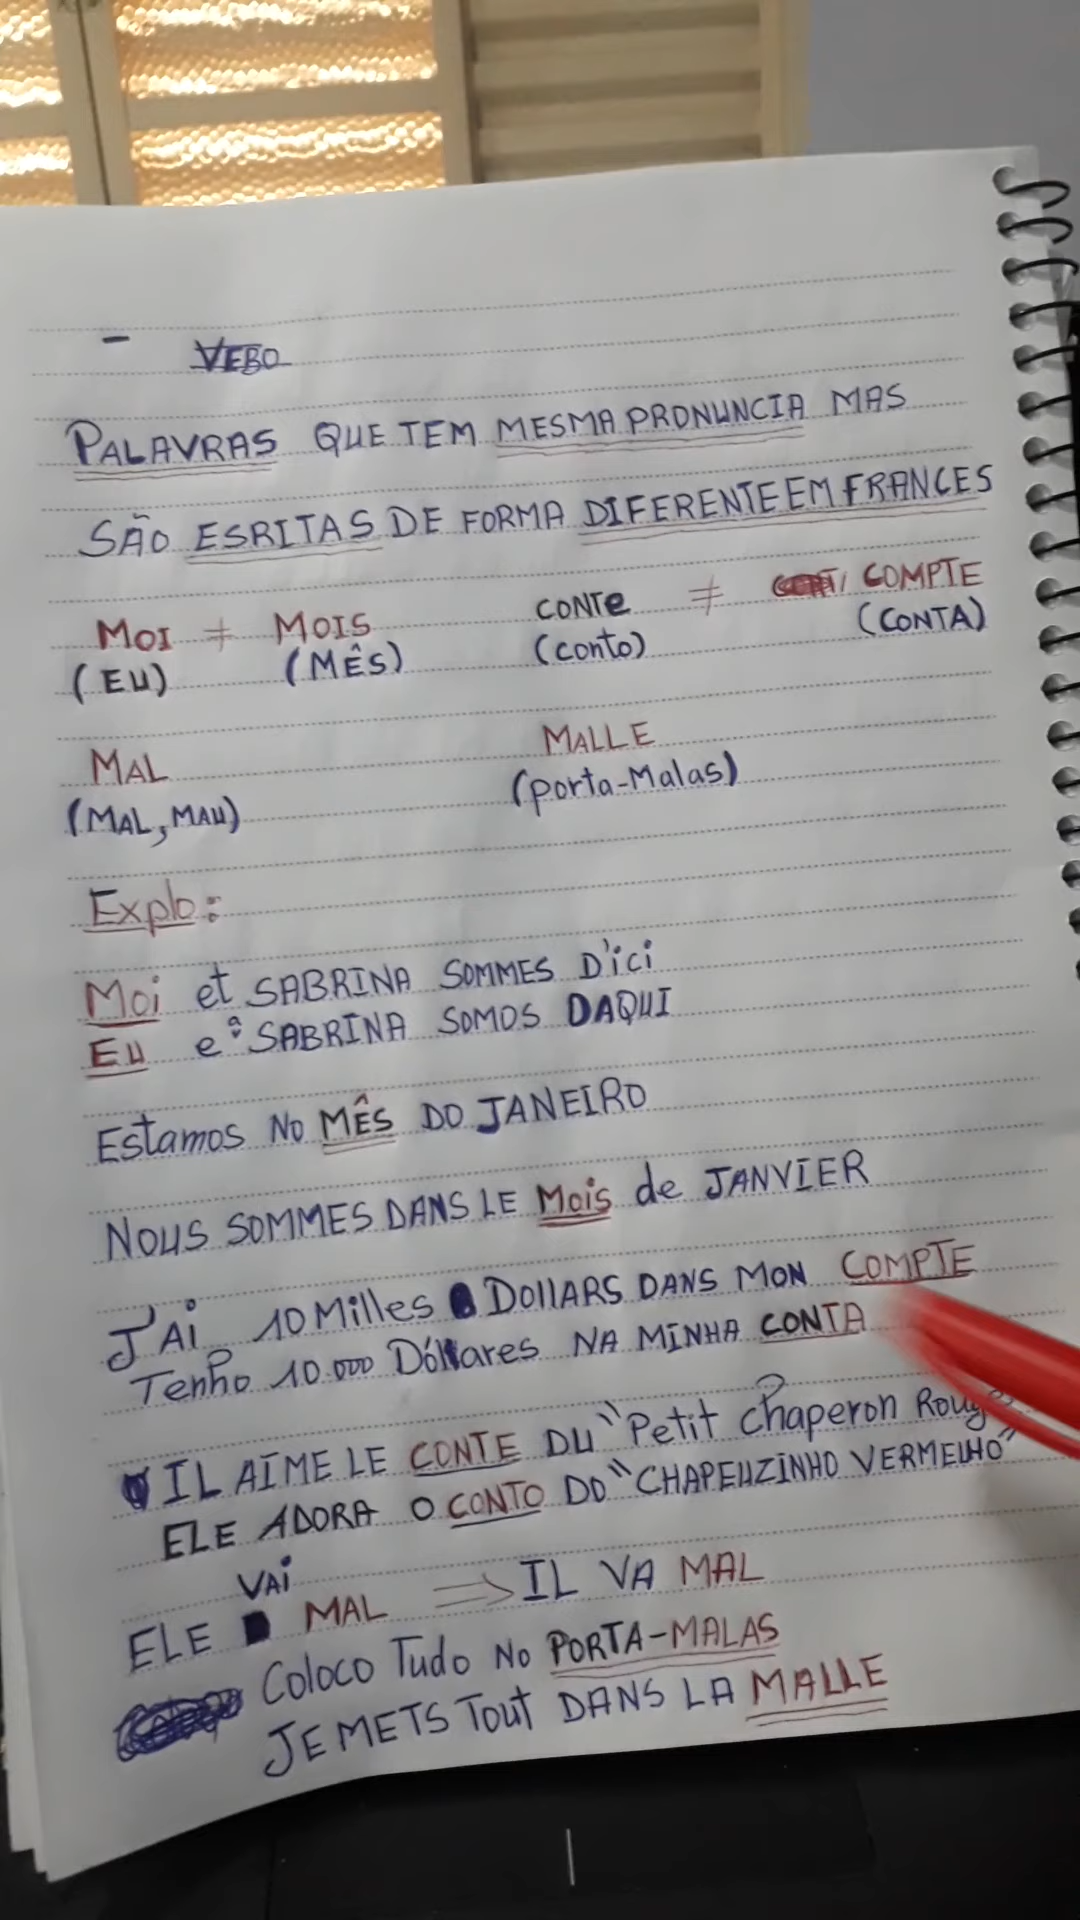 - VEBO
PALAVRAS QUE TEM MESMA PRONUNCIA MAS
SÃO ESRITAS DE FORMA DIFERENTE EM FRANCES
MOI ≠ MOIS CONTE ≠ COMPTE
(EU) (MÊS) (conto) (CONTA)
MAL MALLE
(MAL, MAU) (porta-Malas)
Explo:
Moi et SABRINA SOMMES D'ici
EU e a SABRINA SOMOS DAQUI
Estamos NO MÊS DO JANEIRO
NOUS SOMMES DANS LE Mois de JANVIER
J'Ai 10 Milles DOllARS DANS MON COMPTE
Tenho 10.000 Dóllares NA MINHA CONTA
IL AIME LE CONTE DU "Petit chaperon Rouge
ELE ADORA O CONTO DO "CHAPEUZINHO VERMELHO"
VAi
ELE MAL ⇒ IL VA MAL
Coloco Tudo No PORTA-MALAS
JE METS Tout DANS LA MALLE